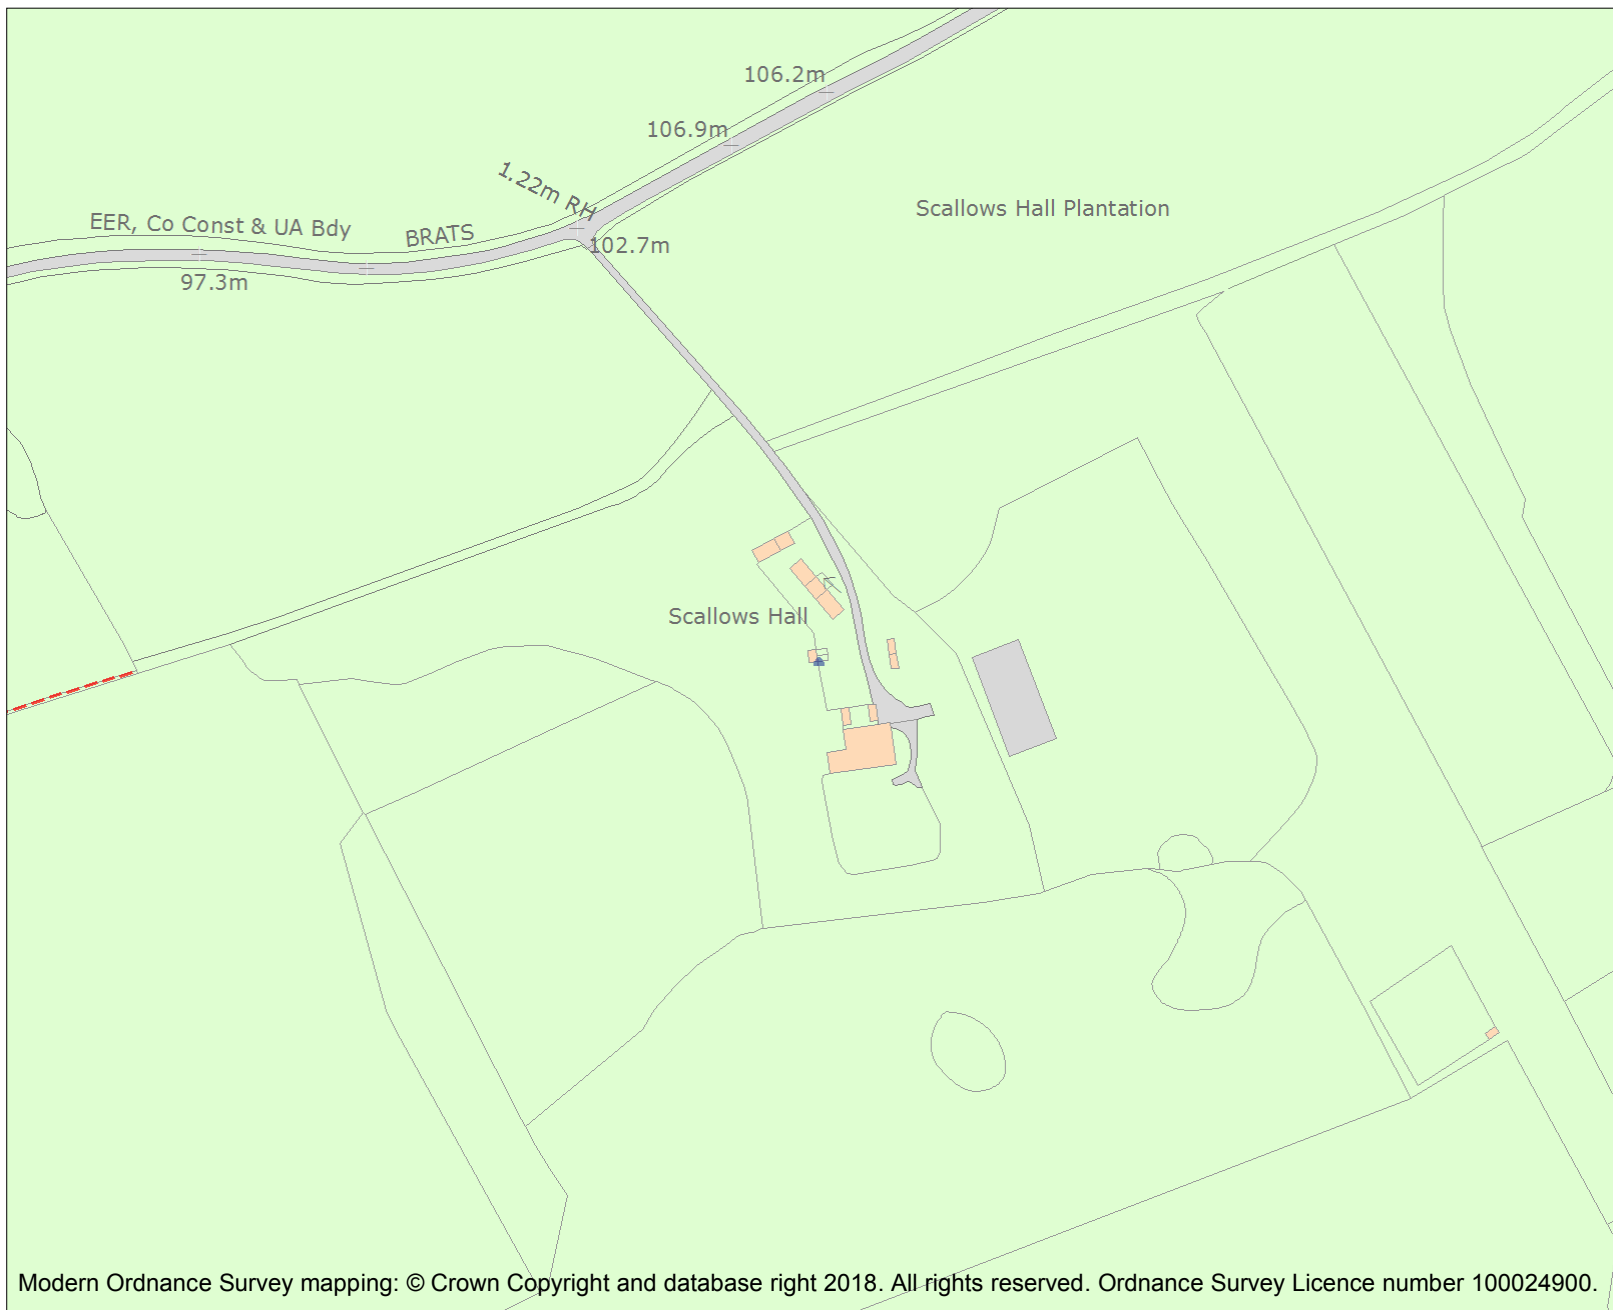 106.2m
106.9m
1.22m RH
Scallows Hall Plantation
EER, Co Const & UA Bdy
BRATS
102.7m
97.3m
Scallows Hall
Modern Ordnance Survey mapping: © Crown Copyright and database right 2018. All rights reserved. Ordnance Survey Licence number 100024900.